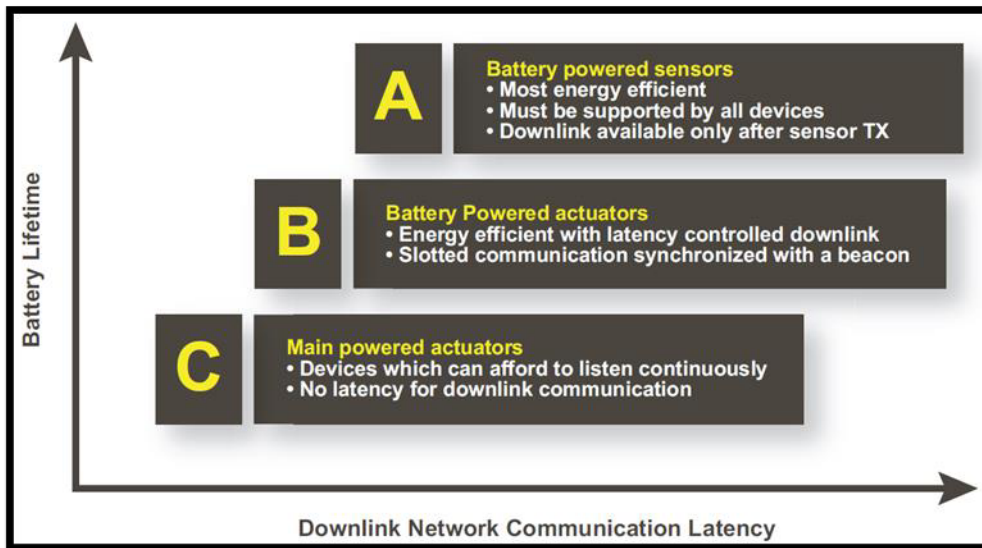 A
Battery powered sensors
• Most energy efficient
• Must be supported by all devices
• Downlink available only after sensor TX
B
Battery Powered actuators
• Energy efficient with latency controlled downlink
• Slotted communication synchronized with a beacon
C
Main powered actuators
• Devices which can afford to listen continuously
• No latency for downlink communication
Battery Lifetime
Downlink Network Communication Latency